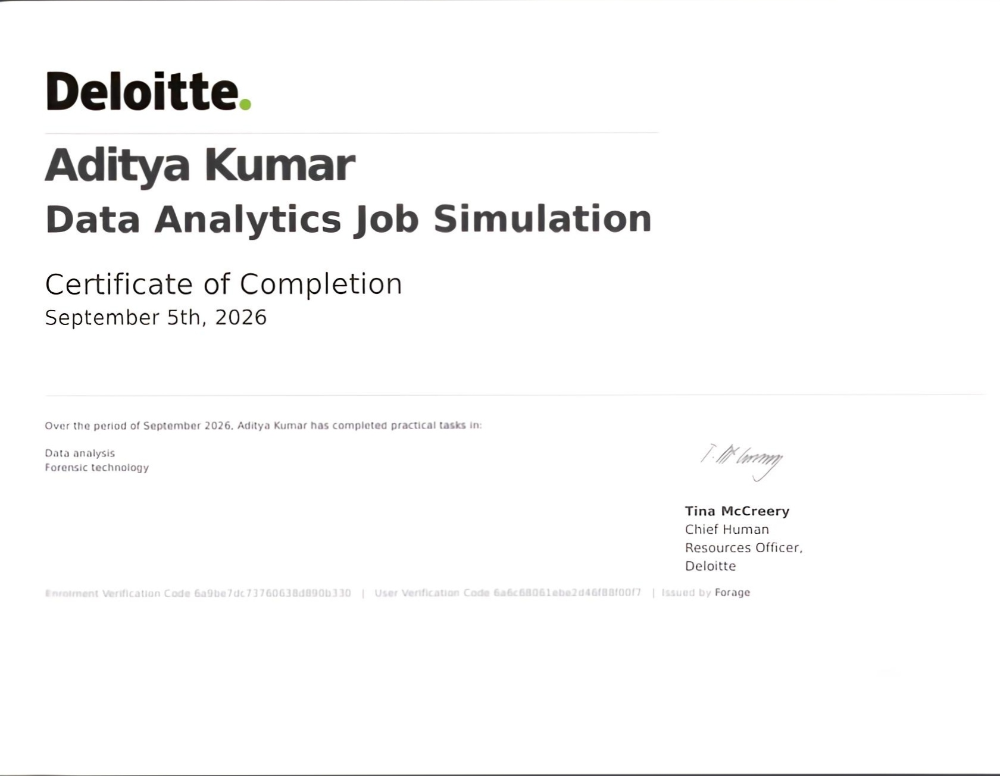 Deloitte.
Aditya Kumar
Data Analytics Job Simulation
Certificate of Completion
September 5th, 2026
Over the period of September 2026, Aditya Kumar has completed practical tasks in:
Data analysis
Forensic technology
Tina McCreery
Chief Human
Resources Officer,
Deloitte
Enrolment Verification Code 6a9be7dc73760638d890b330 | User Verification Code 6a6c68061ebe2d46f88f00f7 | Issued by Forage